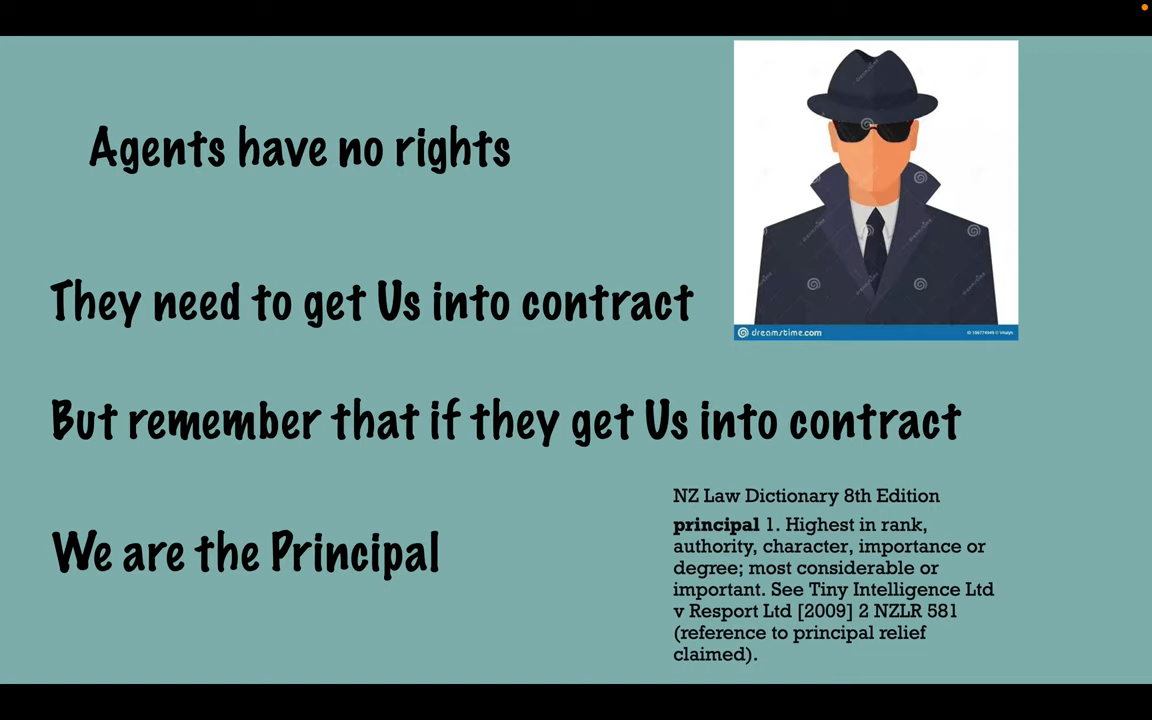 Agents have no rights
They need to get Us into contract
But remember that if they get Us into contract
We are the Principal
dreamstime.com
NZ Law Dictionary 8th Edition
principal 1. Highest in rank,
authority, character, importance or
degree; most considerable or
important. See Tiny Intelligence Ltd
v Resport Ltd [2009] 2 NZLR 581
(reference to principal relief
claimed).